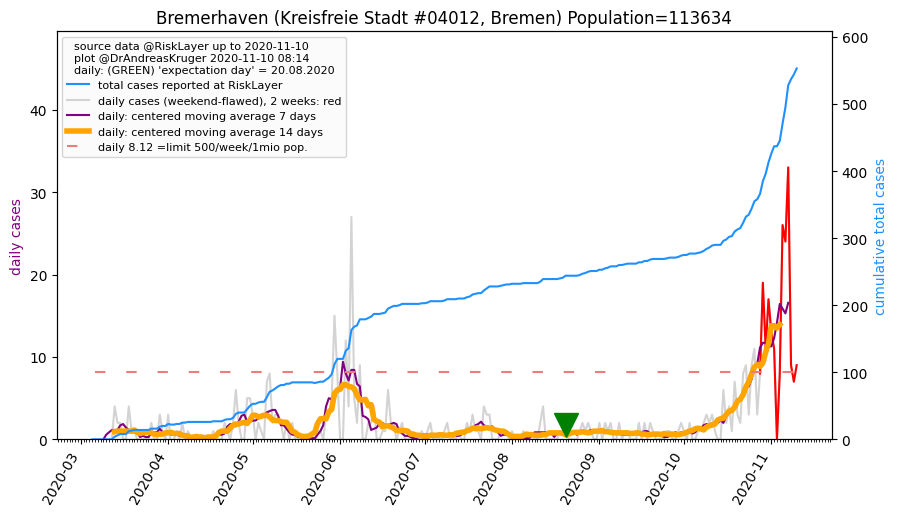 Bremerhaven (Kreisfreie Stadt #04012, Bremen) Population=113634
source data @RiskLayer up to 2020-11-10
plot @DrAndreasKruger 2020-11-10 08:14
daily: (GREEN) 'expectation day' = 20.08.2020
total cases reported at RiskLayer
daily cases (weekend-flawed), 2 weeks: red
daily: centered moving average 7 days
daily: centered moving average 14 days
daily 8.12 =limit 500/week/1mio pop.
daily cases
40
30
20
10
0
cumulative total cases
600
500
400
300
200
100
0
2020-03
2020-04
2020-05
2020-06
2020-07
2020-08
2020-09
2020-10
2020-11